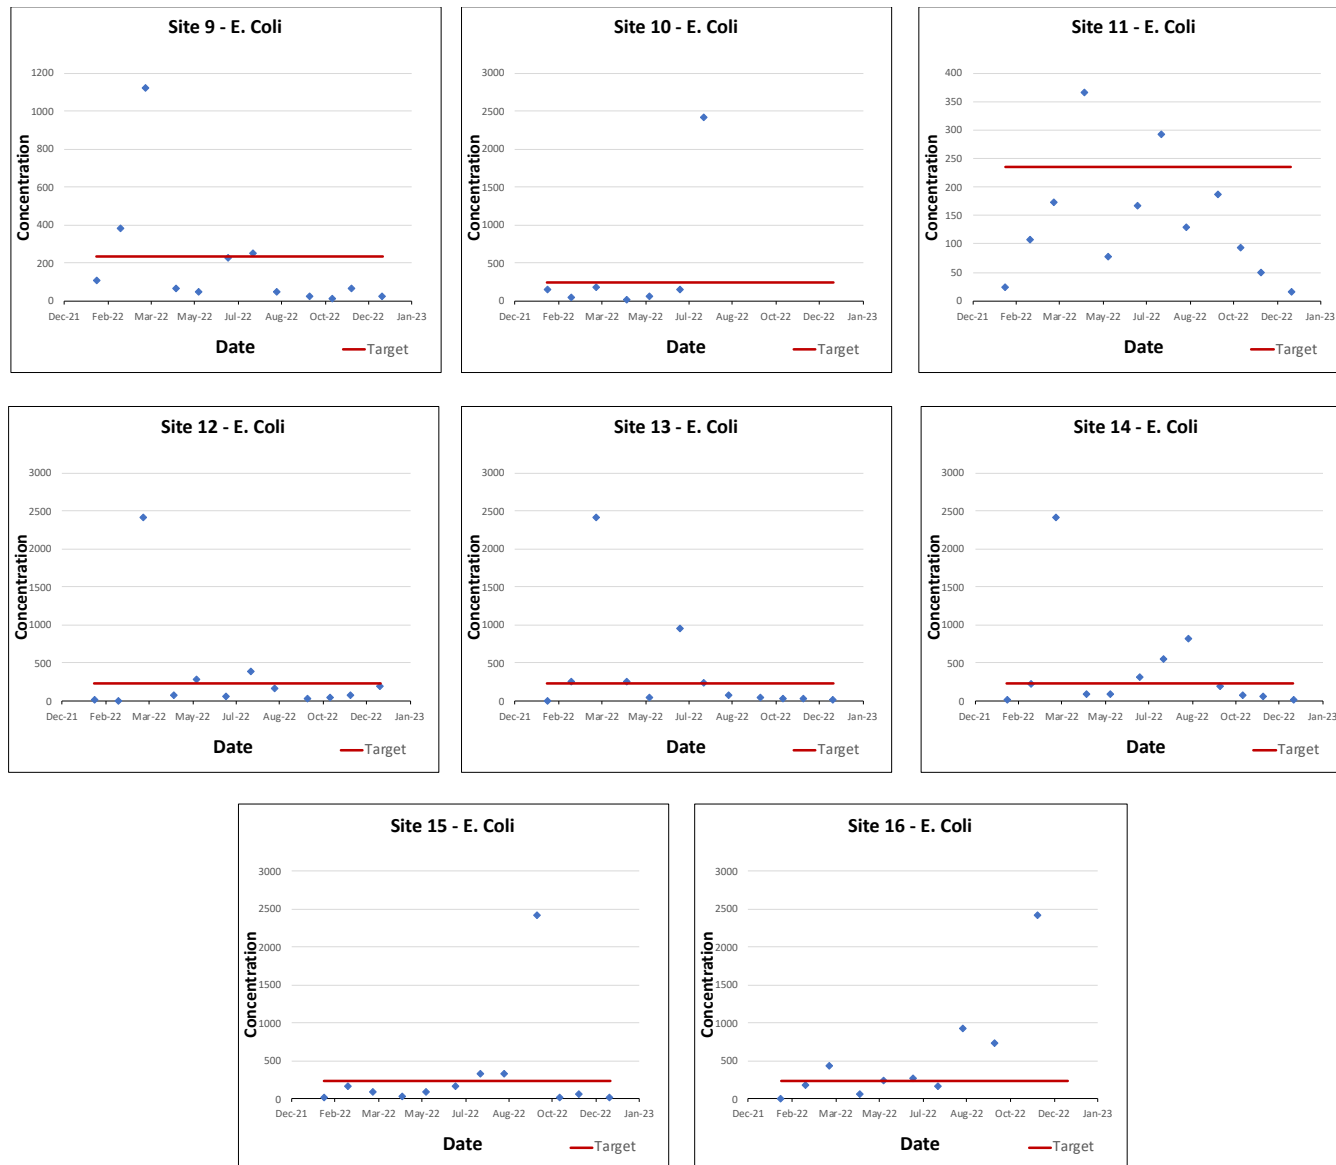 Site 9 - E. Coli
1200
1000
800
600
400
200
0
Concentration
Dec-21 Feb-22 Mar-22 May-22 Jul-22 Aug-22 Oct-22 Dec-22 Jan-23
Date
Target
Site 10 - E. Coli
3000
2500
2000
1500
1000
500
0
Concentration
Dec-21 Feb-22 Mar-22 May-22 Jul-22 Aug-22 Oct-22 Dec-22 Jan-23
Date
Target
Site 11 - E. Coli
400
350
300
250
200
150
100
50
0
Concentration
Dec-21 Feb-22 Mar-22 May-22 Jul-22 Aug-22 Oct-22 Dec-22 Jan-23
Date
Target
Site 12 - E. Coli
3000
2500
2000
1500
1000
500
0
Concentration
Dec-21 Feb-22 Mar-22 May-22 Jul-22 Aug-22 Oct-22 Dec-22 Jan-23
Date
Target
Site 13 - E. Coli
3000
2500
2000
1500
1000
500
0
Concentration
Dec-21 Feb-22 Mar-22 May-22 Jul-22 Aug-22 Oct-22 Dec-22 Jan-23
Date
Target
Site 14 - E. Coli
3000
2500
2000
1500
1000
500
0
Concentration
Dec-21 Feb-22 Mar-22 May-22 Jul-22 Aug-22 Oct-22 Dec-22 Jan-23
Date
Target
Site 15 - E. Coli
3000
2500
2000
1500
1000
500
0
Concentration
Dec-21 Feb-22 Mar-22 May-22 Jul-22 Aug-22 Oct-22 Dec-22 Jan-23
Date
Target
Site 16 - E. Coli
3000
2500
2000
1500
1000
500
0
Concentration
Dec-21 Feb-22 Mar-22 May-22 Jul-22 Aug-22 Oct-22 Dec-22 Jan-23
Date
Target